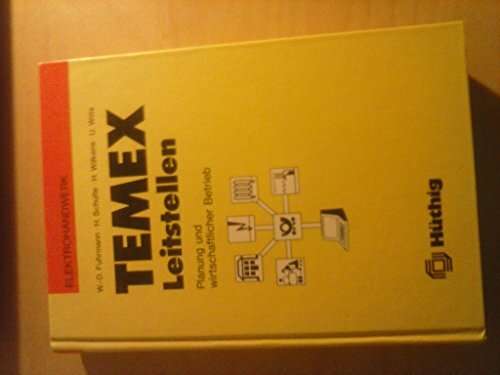 ELEKTROHANDWERK
W.-D. Fuhrmann · H. Schulte · H. Wilkens · U. Witte
TEMEX
Leitstellen
Planung und
wirtschaftlicher Betrieb
Hüthig